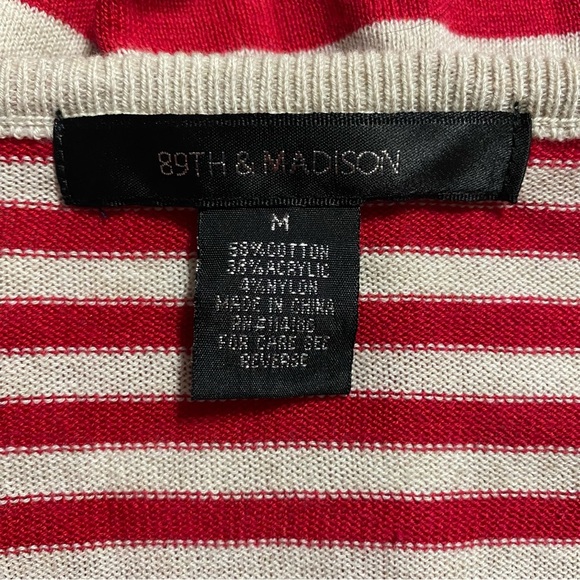 89TH & MADISON
M
58%COTTON
38%ACRYLIC
4%NYLON
MADE IN CHINA
FOR CARE SEE
REVERSE